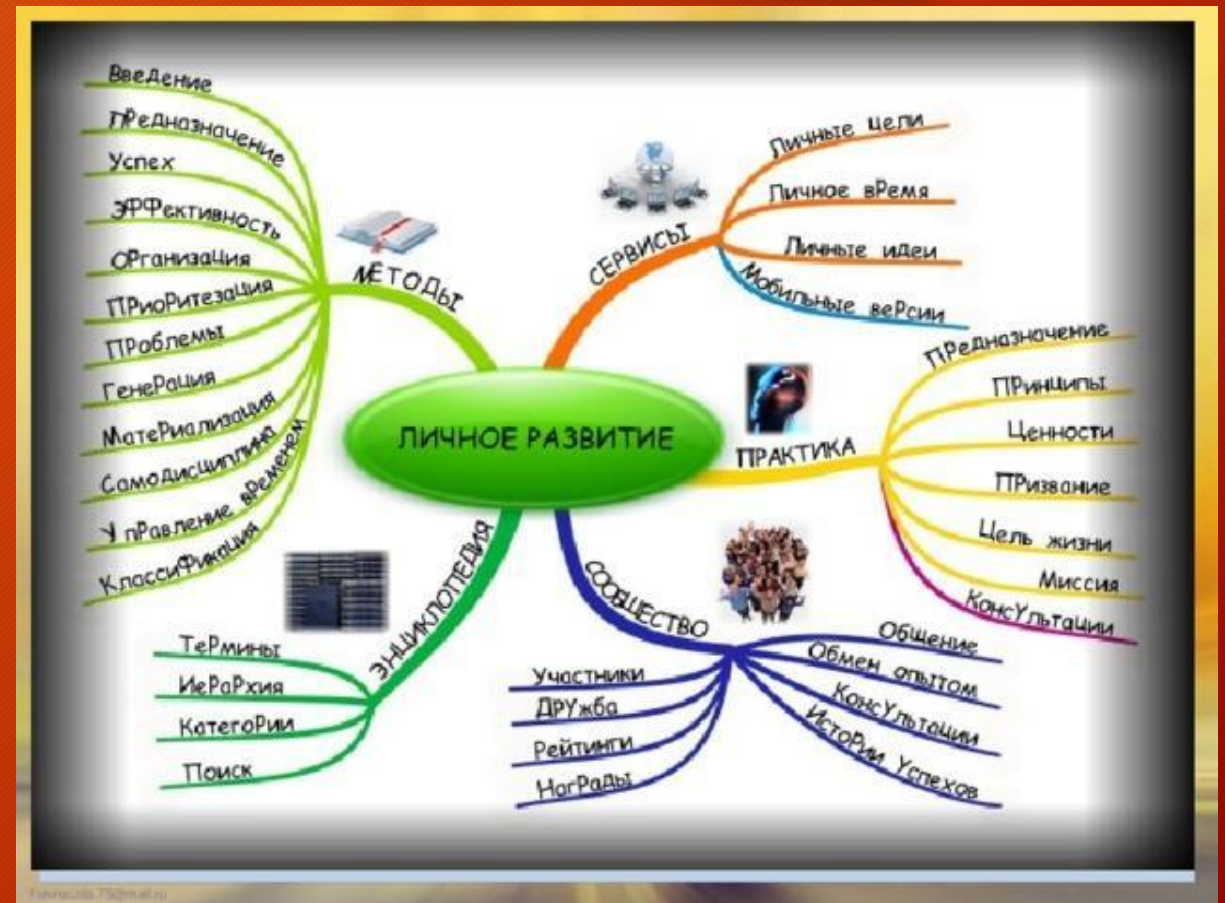 Введение
Предназначение
Успех
Эффективность
Организация
Приоритезация
Проблемы
Генерация
Материализация
Самодисциплина
Управление временем
Классификация
МЕТОДЫ
СЕРВИСЫ
Личные цели
Личное время
Личные идеи
Мобильные версии
ЛИЧНОЕ РАЗВИТИЕ
ПРАКТИКА
Предназначение
Принципы
Ценности
Призвание
Цель жизни
Миссия
Консультации
ЭНЦИКЛОПЕДИЯ
Термины
Иерархия
Категории
Поиск
СООБЩЕСТВО
Участники
Дружба
Рейтинги
Награды
Общение
Обмен опытом
Консультации
Истории Успехов